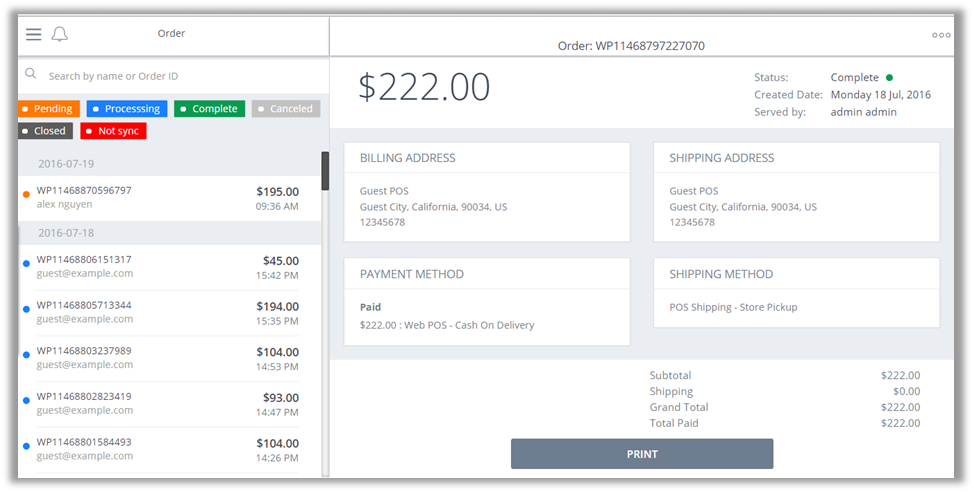 Order
Search by name or Order ID
Pending
Processsing
Complete
Canceled
Closed
Not sync
2016-07-19
WP11468870596797
$195.00
alex nguyen
09:36 AM
2016-07-18
WP11468806151317
$45.00
guest@example.com
15:42 PM
WP11468805713344
$194.00
guest@example.com
15:35 PM
WP11468803237989
$104.00
guest@example.com
14:53 PM
WP11468802823419
$93.00
guest@example.com
14:47 PM
WP11468801584493
$104.00
guest@example.com
14:26 PM
Order: WP11468797227070
$222.00
Status: Complete
Created Date: Monday 18 Jul, 2016
Served by: admin admin
BILLING ADDRESS
Guest POS
Guest City, California, 90034, US
12345678
SHIPPING ADDRESS
Guest POS
Guest City, California, 90034, US
12345678
PAYMENT METHOD
Paid
$222.00 : Web POS - Cash On Delivery
SHIPPING METHOD
POS Shipping - Store Pickup
Subtotal $222.00
Shipping $0.00
Grand Total $222.00
Total Paid $222.00
PRINT